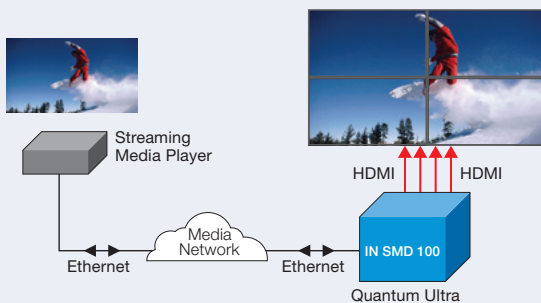 Streaming
Media Player
HDMI
HDMI
Media
Network
IN SMD 100
Ethernet
Ethernet
Quantum Ultra